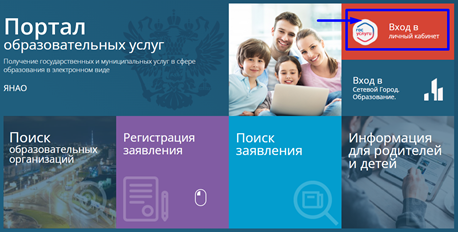 Портал
образовательных услуг
Получение государственных и муниципальных услуг в сфере
образования в электронном виде
ЯНАО
гос
услуги
Вход в
личный кабинет
Вход в
Сетевой Город.
Образование.
Поиск
образовательных
организаций
Регистрация
заявления
Поиск
заявления
Информация
для родителей
и детей